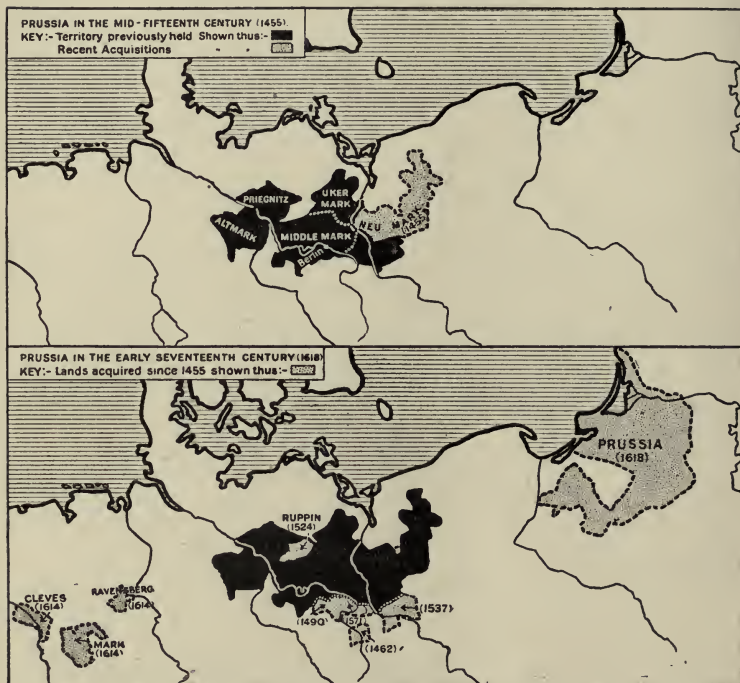 PRUSSIA IN THE MID-FIFTEENTH CENTURY (1455).
KEY:- Territory previously held Shown thus:-
Recent Acquisitions
PRIEGNITZ
UKER
MARK
NEU MARK
ALTMARK
MIDDLE MARK
Berlin
PRUSSIA IN THE EARLY SEVENTEENTH CENTURY (1618)
KEY:- Lands acquired since 1455 shown thus:-
PRUSSIA
(1618)
RUPPIN
(1524)
CLEVES
(1614)
RAVENSBERG
(1614)
MARK
(1614)
(1490)
(1537)
(1462)